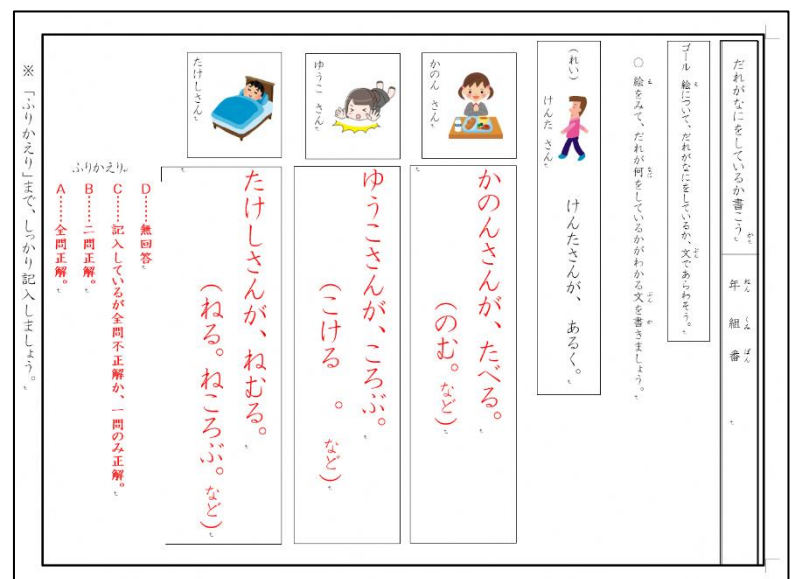 だれがなにをしているか書こう
年 組 番
ゴール 絵について、だれがなにをしているか、文であらわそう。
○ 絵をみて、だれが何をしているかがわかる文を書きましょう。
(れい)
けんた さん
けんたさんが、 あるく。
かのん さん
かのんさんが、たべる。
(のむ。など)
ゆうこ さん
ゆうこさんが、ころぶ。
(こける 。 など)
たけしさん
たけしさんが、ねむる。
(ねる。ねころぶ。など)
ふりかえり
D……無回答。
C……記入しているが全問不正解か、一問のみ正解。
B……二問正解。
A……全問正解。
※ 「ふりかえり」まで、しっかり記入しましょう。